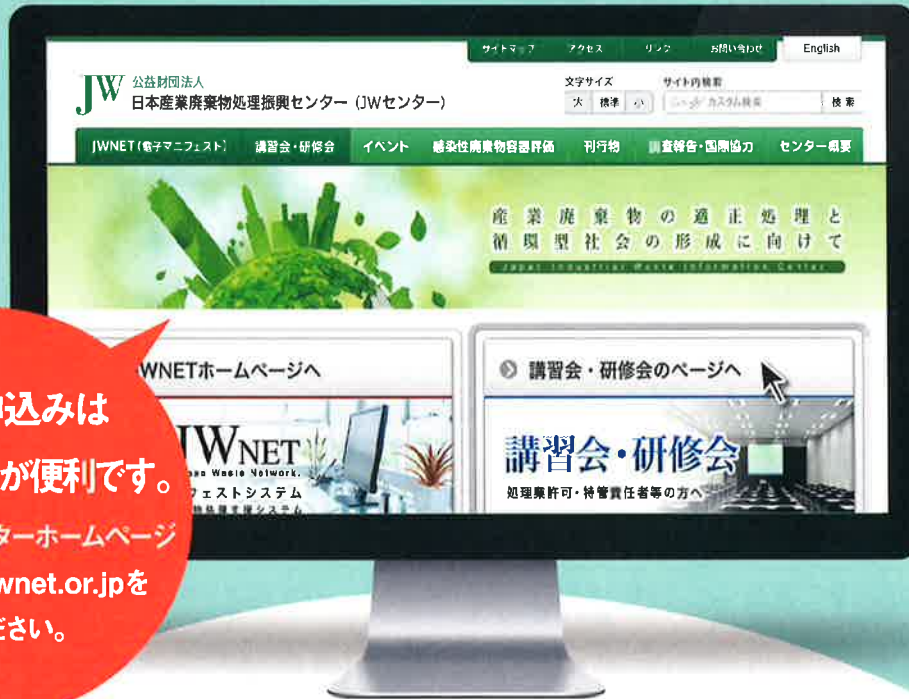 サイトマップ アクセス リンク お問い合わせ English
JW 公益財団法人
日本産業廃棄物処理振興センター (JWセンター)
文字サイズ サイト内検索
大 標準 小 Google カスタム検索 検索
JWNET(電子マニフェスト) 講習会・研修会 イベント 感染性廃棄物容器評価 刊行物 調査報告・国際協力 センター概要
産業廃棄物の適正処理と
循環型社会の形成に向けて
Japan Industrial Waste Information Center
WNETホームページへ
講習会・研修会のページへ
JWNET
Waste Network.
フェストシステム
講習会・研修会
処理業許可・特管責任者等の方へ
込みは
が便利です。
ターホームページ
wnet.or.jpを
ださい。